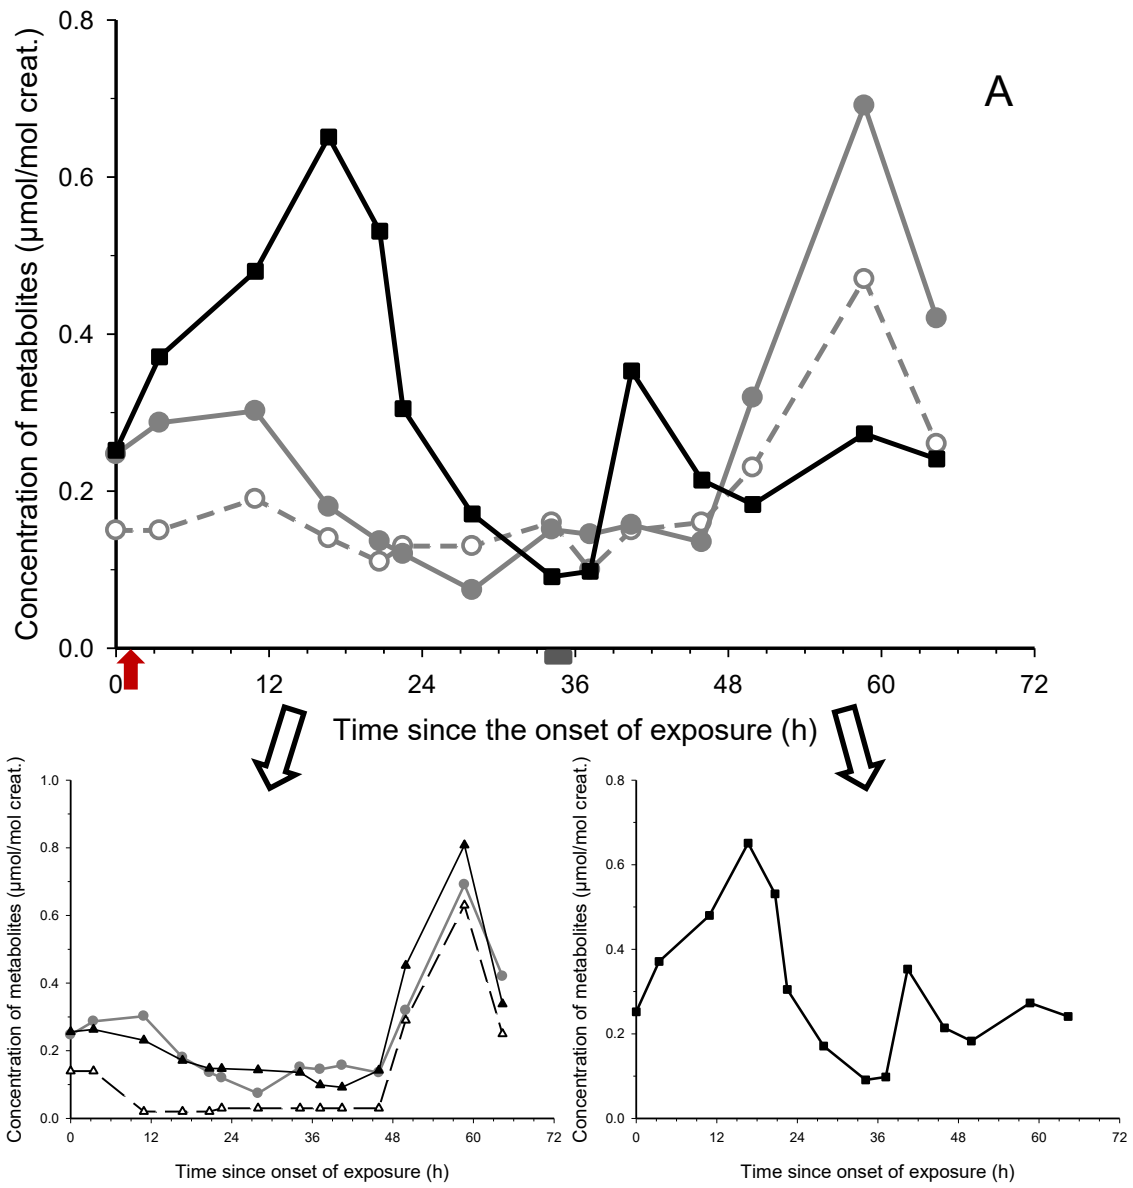 Concentration of metabolites (µmol/mol creat.)
0.8
0.6
0.4
0.2
0.0
A
0 12 24 36 48 60 72
Time since the onset of exposure (h)
Concentration of metabolites (µmol/mol creat.)
1.0
0.8
0.6
0.4
0.2
0.0
0 12 24 36 48 60 72
Time since onset of exposure (h)
Concentration of metabolites (µmol/mol creat.)
0.8
0.6
0.4
0.2
0.0
0 12 24 36 48 60 72
Time since onset of exposure (h)